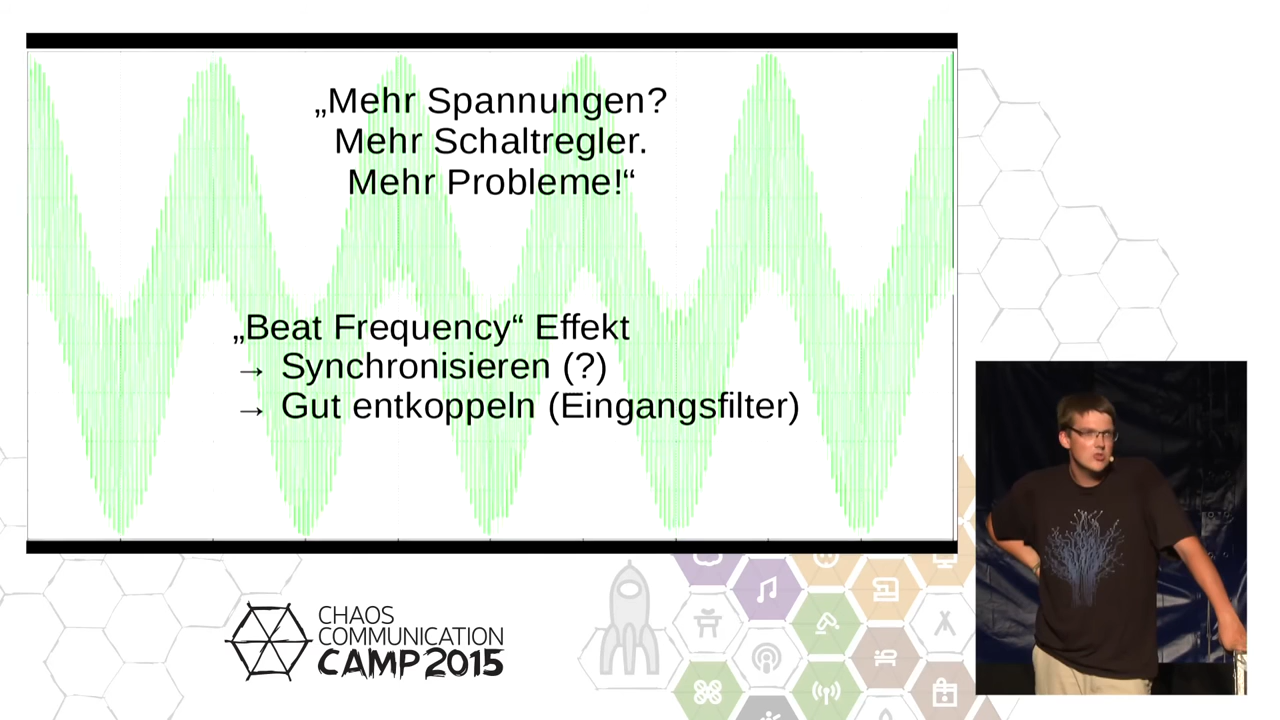 „Mehr Spannungen?
Mehr Schaltregler.
Mehr Probleme!“
„Beat Frequency“ Effekt
→ Synchronisieren (?)
→ Gut entkoppeln (Eingangsfilter)
CHAOS
COMMUNICATION
CAMP 2015